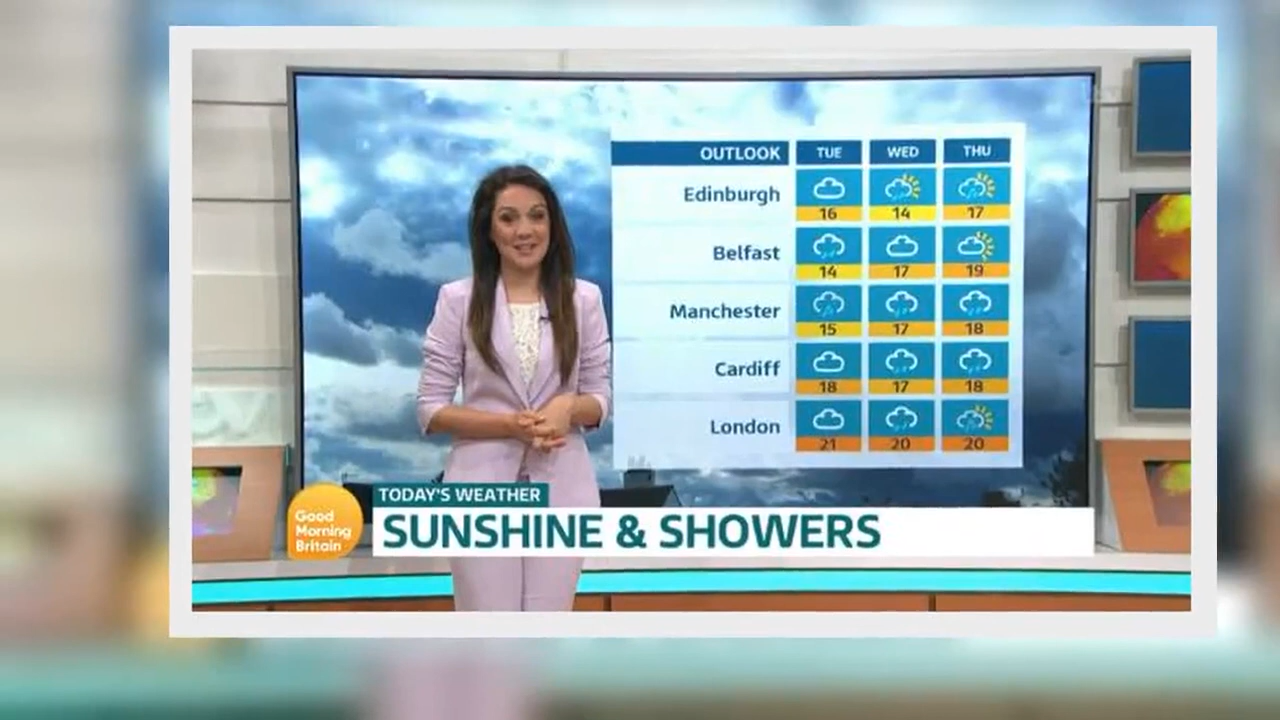 OUTLOOK TUE WED THU
Edinburgh 16 14 17
Belfast 14 17 19
Manchester 15 17 18
Cardiff 18 17 18
London 21 20 20
TODAY'S WEATHER
SUNSHINE & SHOWERS
Good
Morning
Britain